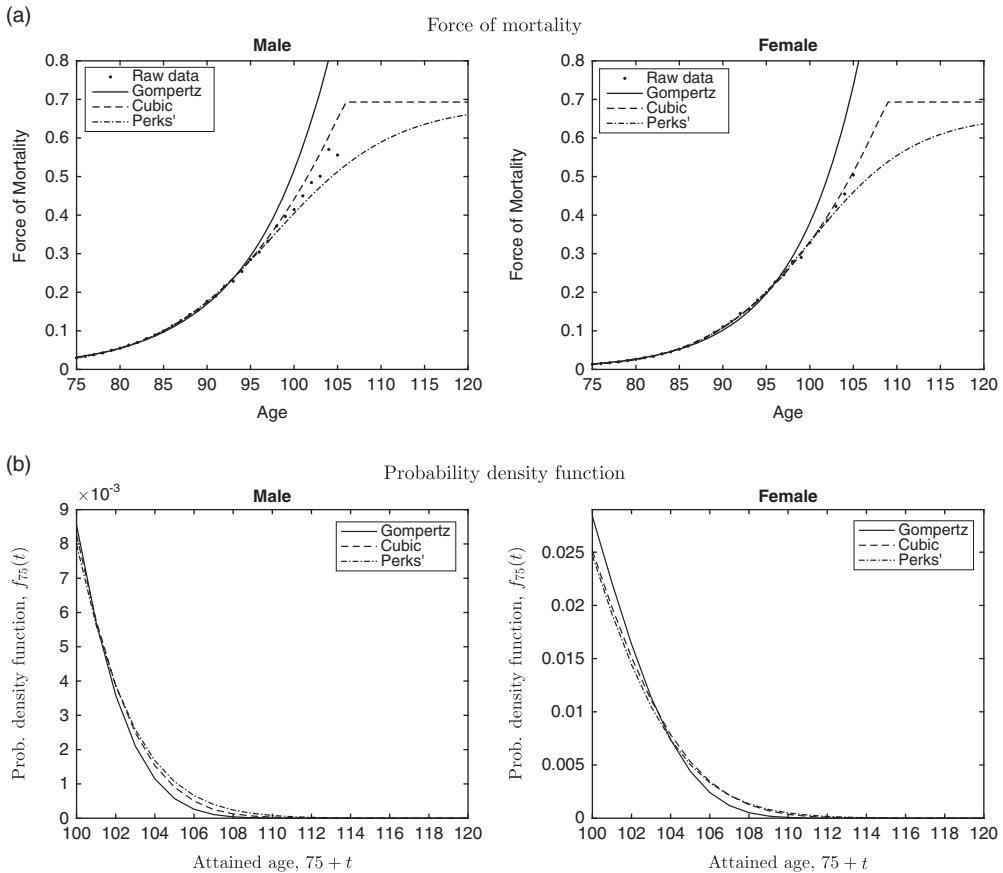 (a)
Force of mortality
Male
0.8
0.7
0.6
0.5
0.4
0.3
0.2
0.1
0
Force of Mortality
Raw data
Gompertz
Cubic
Perks'
75 80 85 90 95 100 105 110 115 120
Age
Female
0.8
0.7
0.6
0.5
0.4
0.3
0.2
0.1
0
Force of Mortality
Raw data
Gompertz
Cubic
Perks'
75 80 85 90 95 100 105 110 115 120
Age
(b)
Probability density function
Male
×10⁻³
9
8
7
6
5
4
3
2
1
0
Prob. density function, f₇₅(t)
Gompertz
Cubic
Perks'
100 102 104 106 108 110 112 114 116 118 120
Attained age, 75 + t
Female
0.025
0.02
0.015
0.01
0.005
0
Prob. density function, f₇₅(t)
Gompertz
Cubic
Perks'
100 102 104 106 108 110 112 114 116 118 120
Attained age, 75 + t